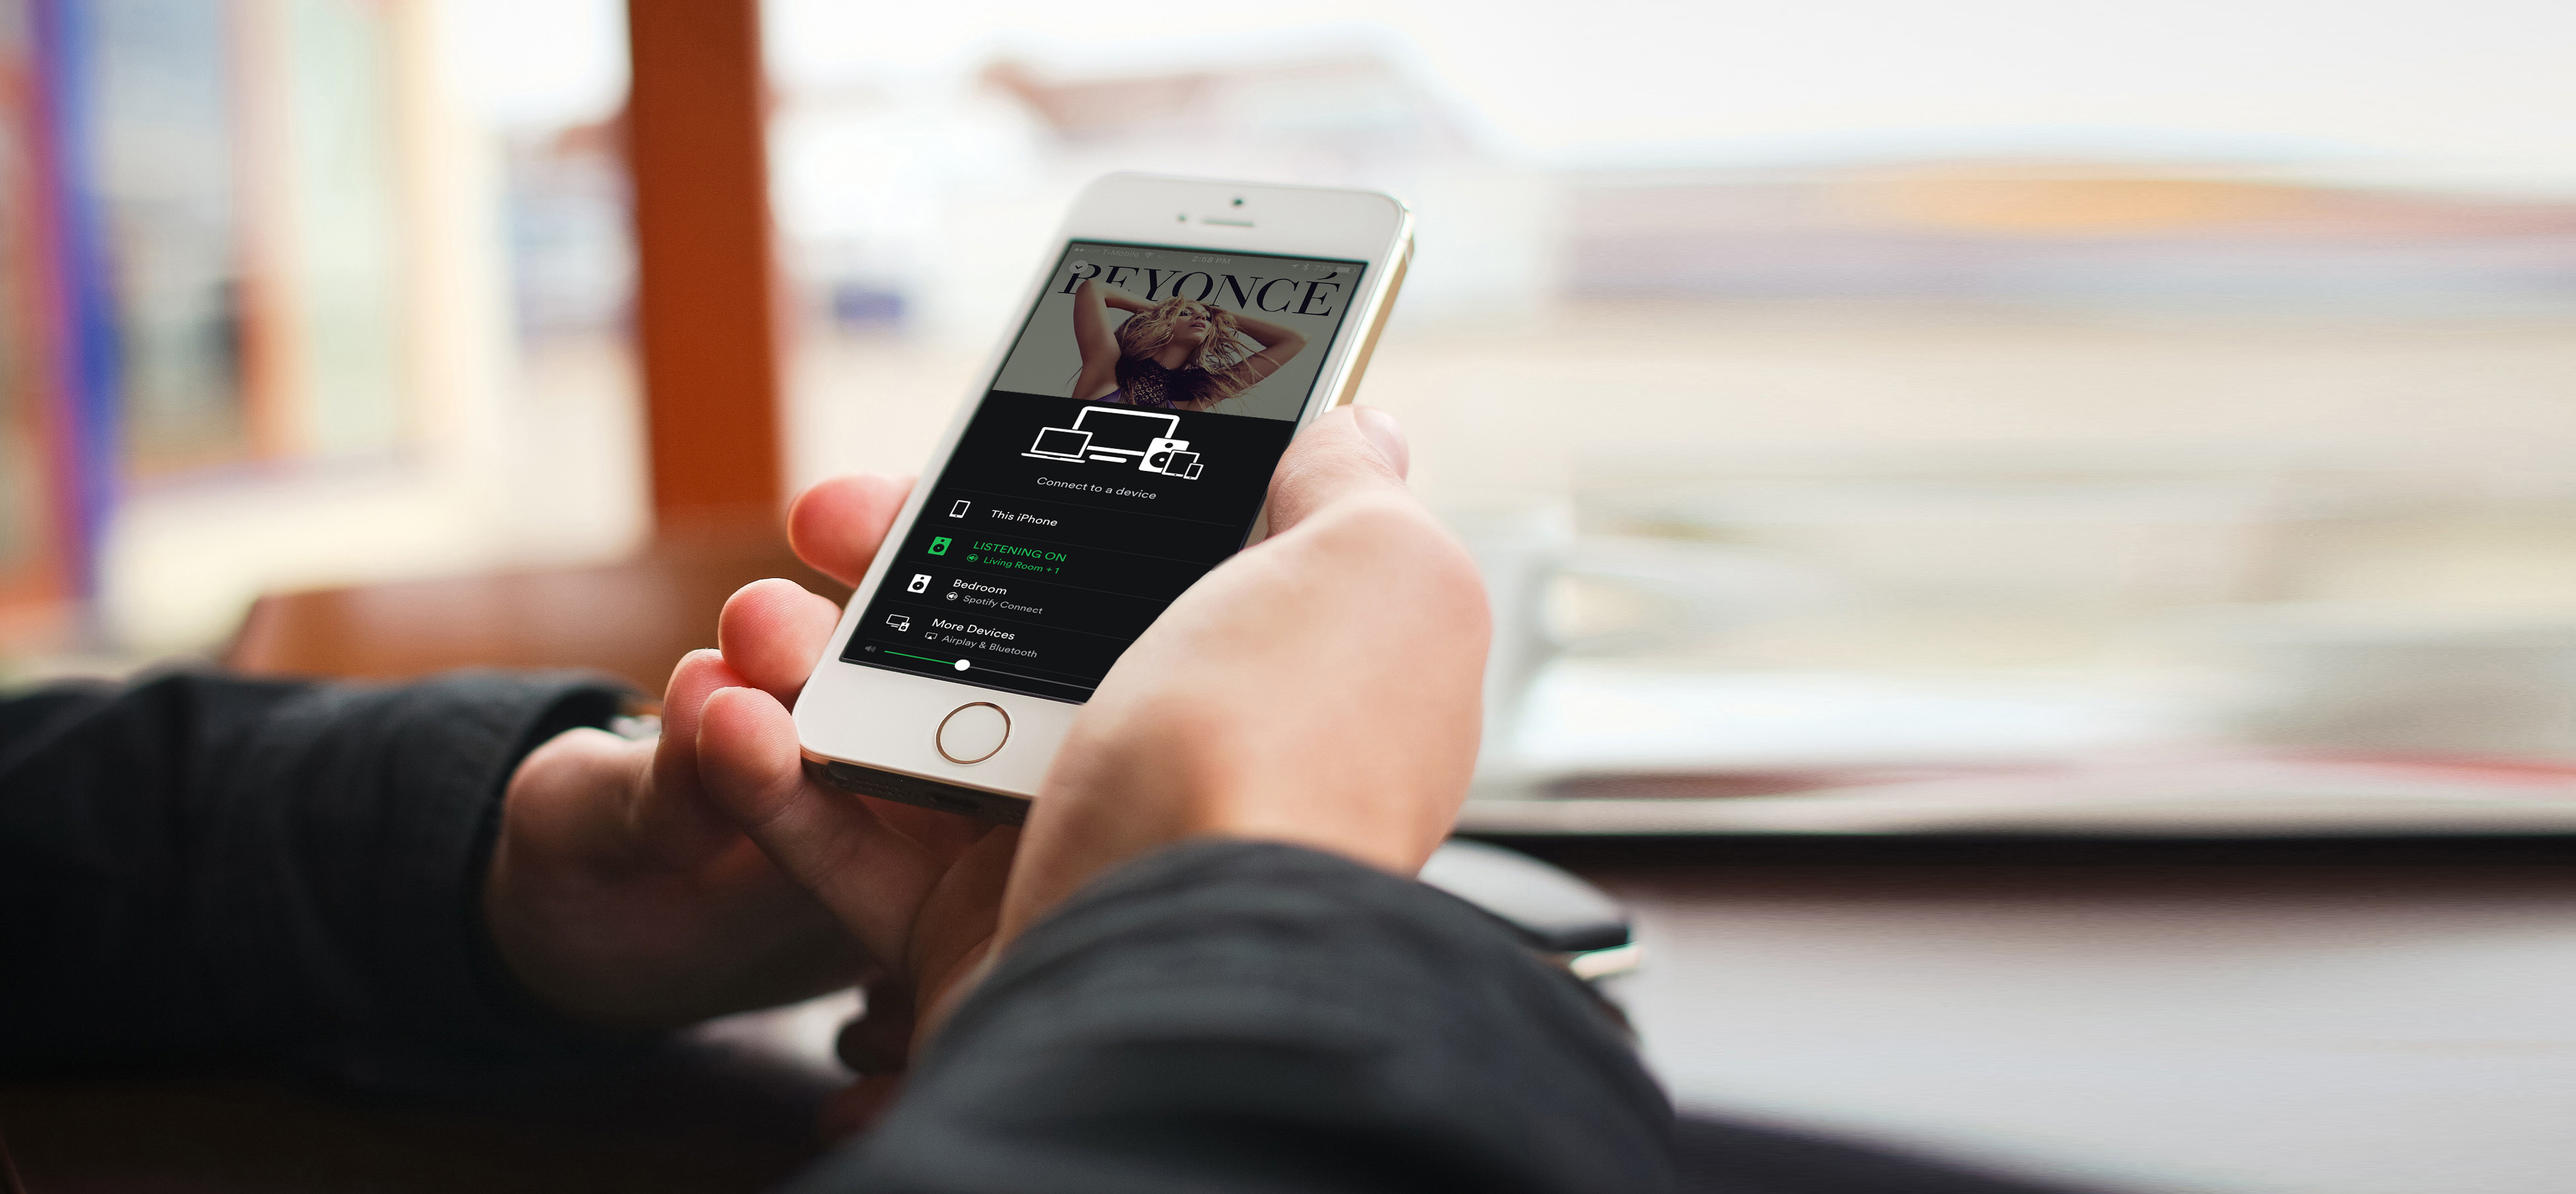 T-Mobile 2:53 PM 73%
BEYONCÉ
Connect to a device
This iPhone
LISTENING ON
Living Room + 1
Bedroom
Spotify Connect
More Devices
Airplay & Bluetooth